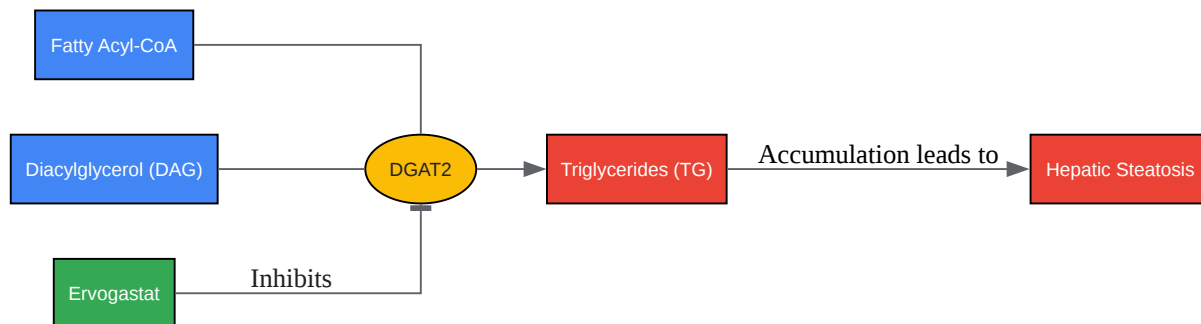 Fatty Acyl-CoA
Diacylglycerol (DAG)
DGAT2
Triglycerides (TG)
Accumulation leads to
Hepatic Steatosis
Ervogastat
Inhibits